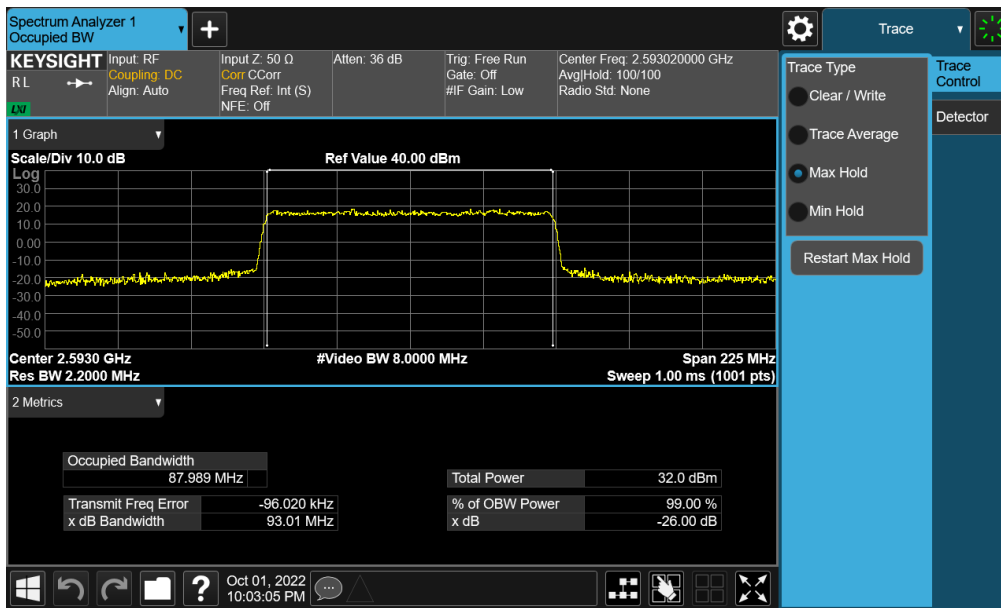 Spectrum Analyzer 1
Occupied BW
+
Trace
KEYSIGHT
R L
LXI
Input: RF
Coupling: DC
Align: Auto
Input Z: 50 Ω
Corr CCorr
Freq Ref: Int (S)
NFE: Off
Atten: 36 dB
Trig: Free Run
Gate: Off
#IF Gain: Low
Center Freq: 2.593020000 GHz
Avg|Hold: 100/100
Radio Std: None
Trace Type
Clear / Write
Trace Average
Max Hold
Min Hold
Restart Max Hold
Trace
Control
Detector
1 Graph
Scale/Div 10.0 dB
Ref Value 40.00 dBm
Log
30.0
20.0
10.0
0.00
-10.0
-20.0
-30.0
-40.0
-50.0
Center 2.5930 GHz
#Video BW 8.0000 MHz
Span 225 MHz
Res BW 2.2000 MHz
Sweep 1.00 ms (1001 pts)
2 Metrics
Occupied Bandwidth
87.989 MHz
Total Power 32.0 dBm
Transmit Freq Error -96.020 kHz
% of OBW Power 99.00 %
x dB Bandwidth 93.01 MHz
x dB -26.00 dB
?
Oct 01, 2022
10:03:05 PM